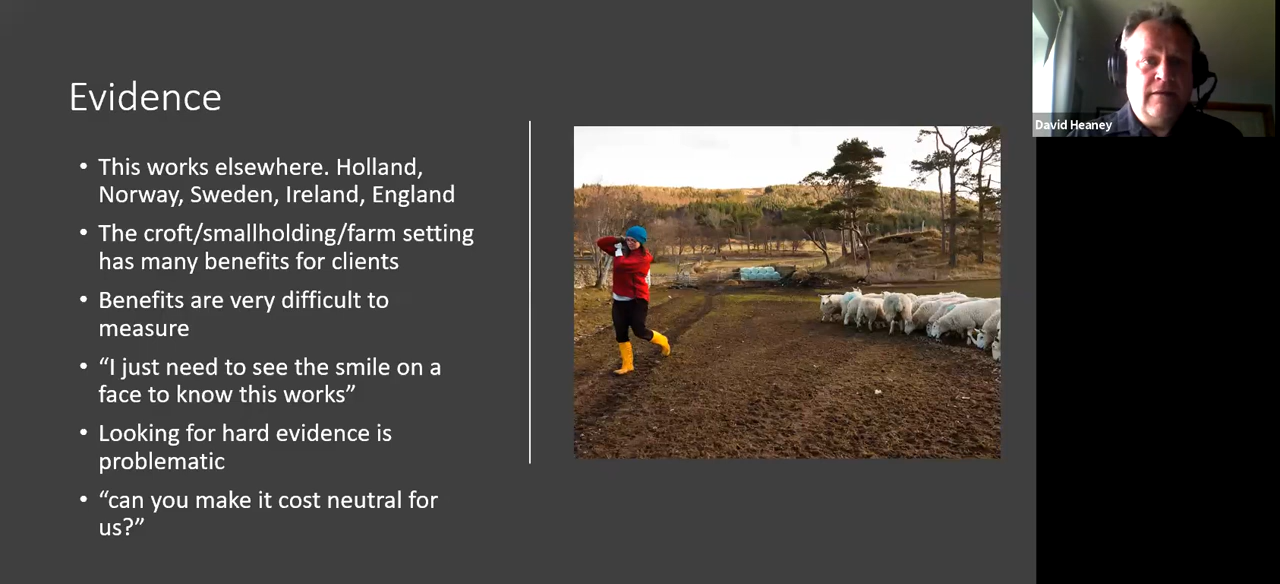 Evidence
• This works elsewhere. Holland,
Norway, Sweden, Ireland, England
• The croft/smallholding/farm setting
has many benefits for clients
• Benefits are very difficult to
measure
• “I just need to see the smile on a
face to know this works”
• Looking for hard evidence is
problematic
• “can you make it cost neutral for
us?”
David Heaney